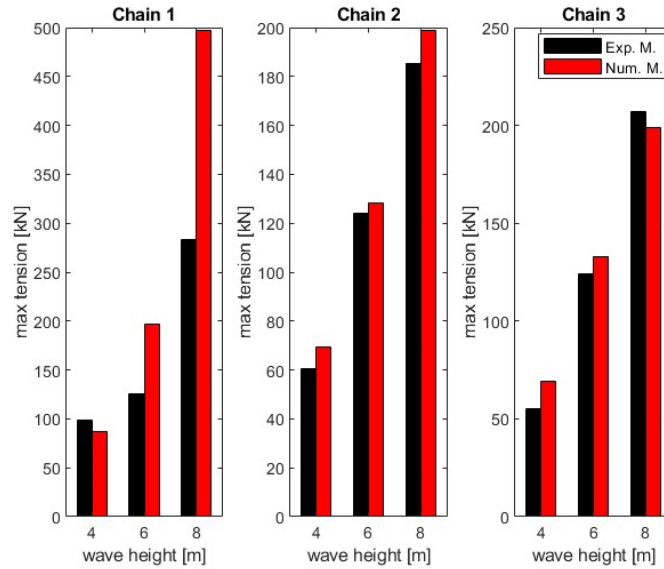 Chain 1
500
450
400
350
300
250
200
150
100
50
0
max tension [kN]
4 6 8
wave height [m]
Chain 2
200
180
160
140
120
100
80
60
40
20
0
max tension [kN]
4 6 8
wave height [m]
Chain 3
250
200
150
100
50
0
max tension [kN]
Exp. M.
Num. M.
4 6 8
wave height [m]